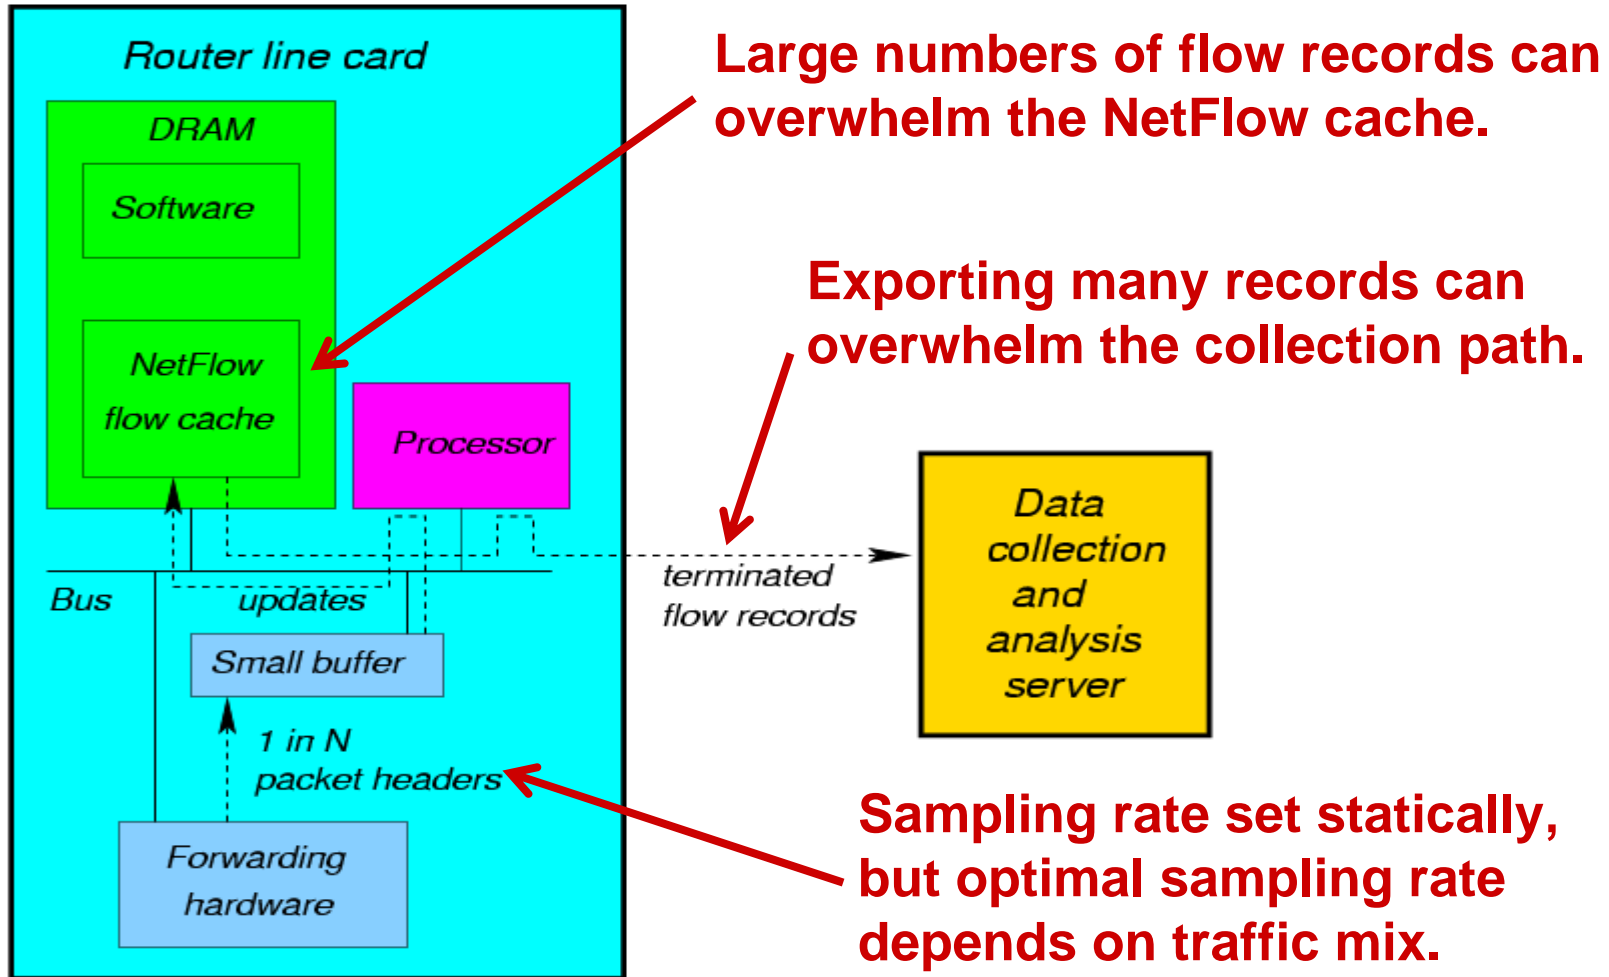 Router line card
DRAM
Software
NetFlow
flow cache
Processor
Bus
updates
Small buffer
1 in N
packet headers
Forwarding
hardware
terminated
flow records
Data
collection
and
analysis
server
Large numbers of flow records can
overwhelm the NetFlow cache.
Exporting many records can
overwhelm the collection path.
Sampling rate set statically,
but optimal sampling rate
depends on traffic mix.